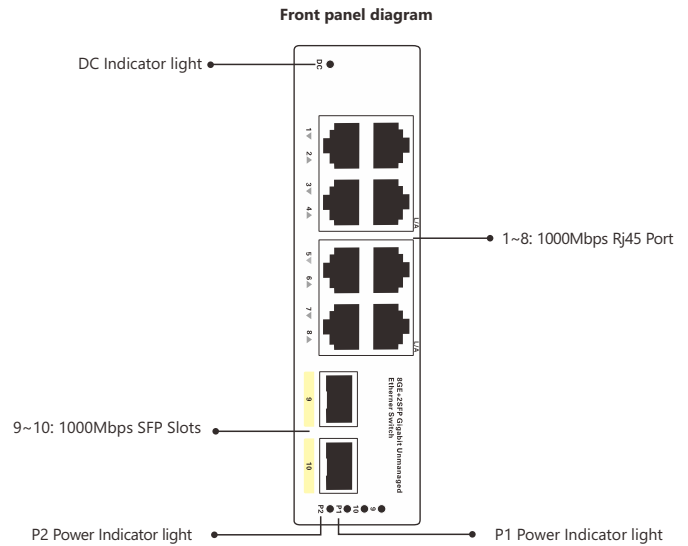 Front panel diagram
DC Indicator light
DC
1
2
3
4
L/A
1~8: 1000Mbps Rj45 Port
5
6
7
8
L/A
9
8GE+2SFP Gigabit Unmanaged
Etherner Switch
9~10: 1000Mbps SFP Slots
10
P2 P1 10 9
P2 Power Indicator light
P1 Power Indicator light